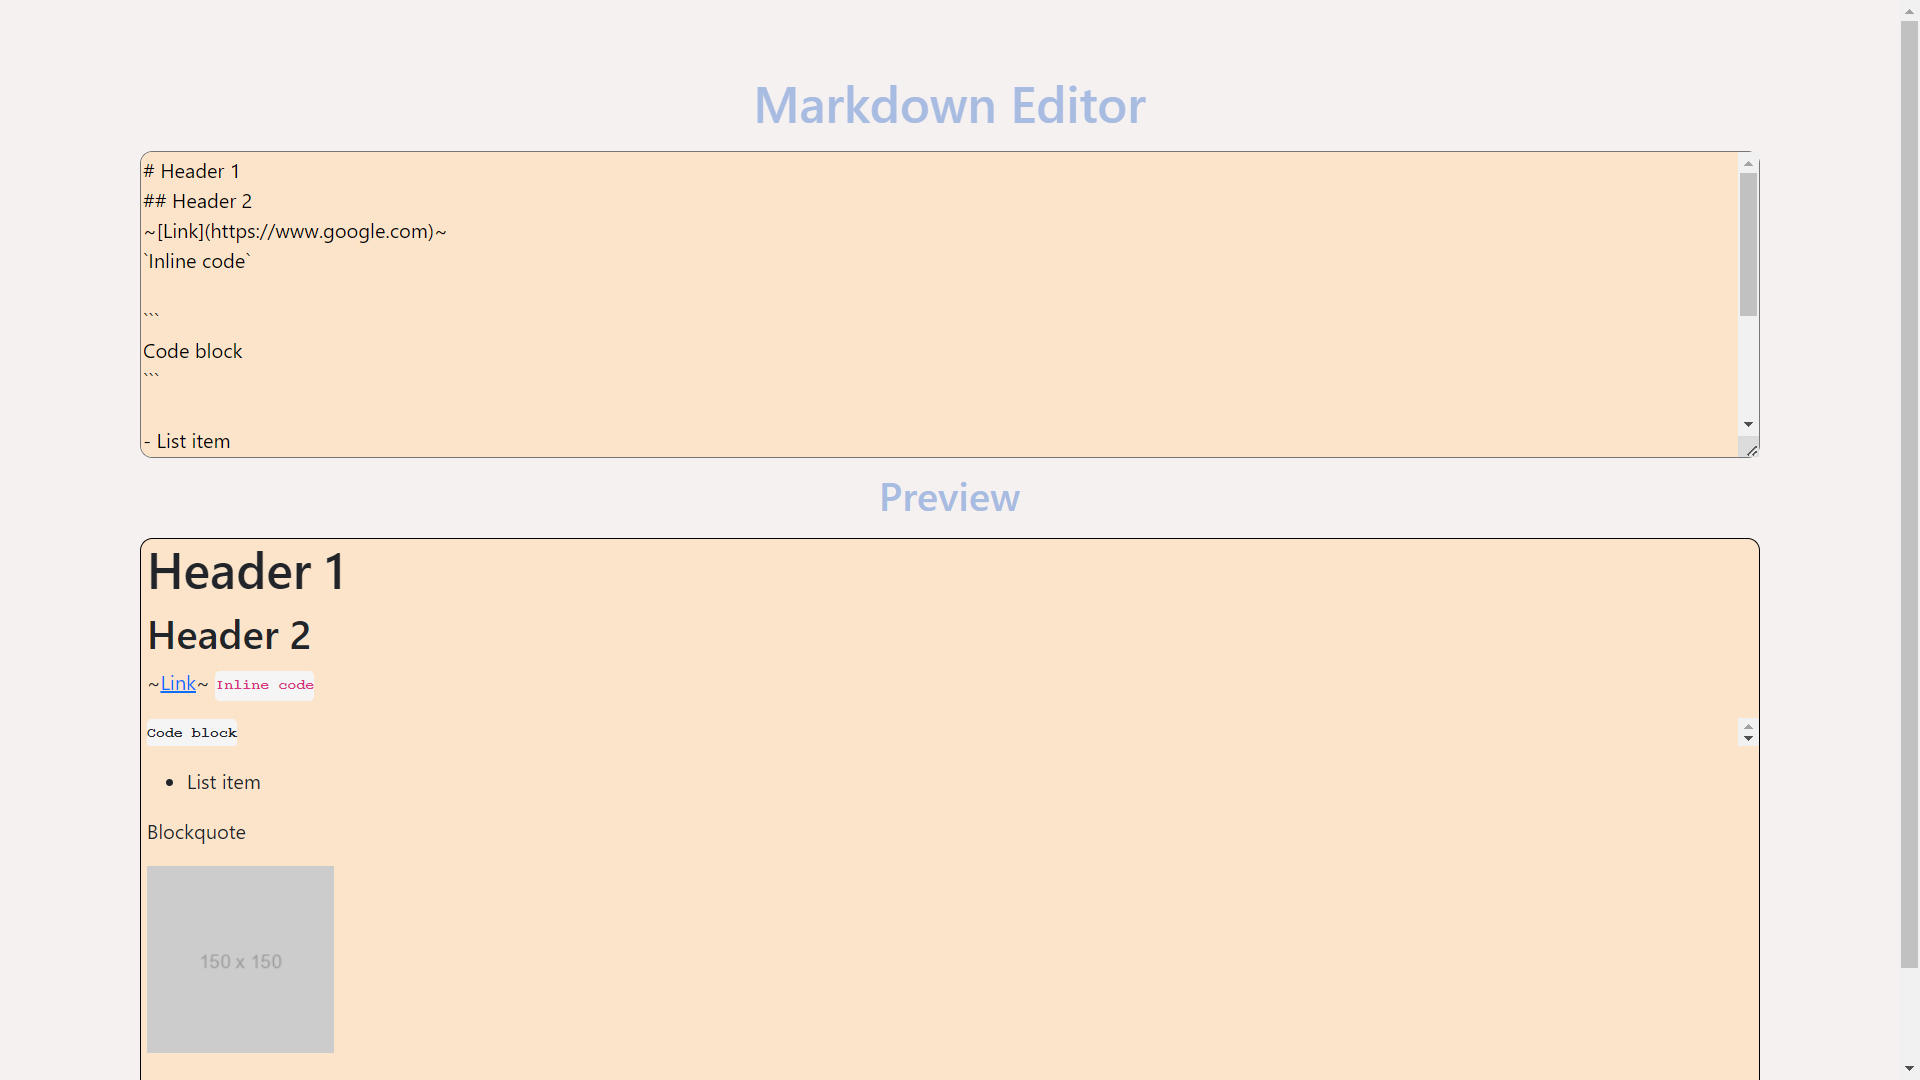 Markdown Editor
# Header 1
## Header 2
~[Link](https://www.google.com)~
`Inline code`
```
Code block
```
- List item
Preview
Header 1
Header 2
~Link~ Inline code
Code block
• List item
Blockquote
150 x 150